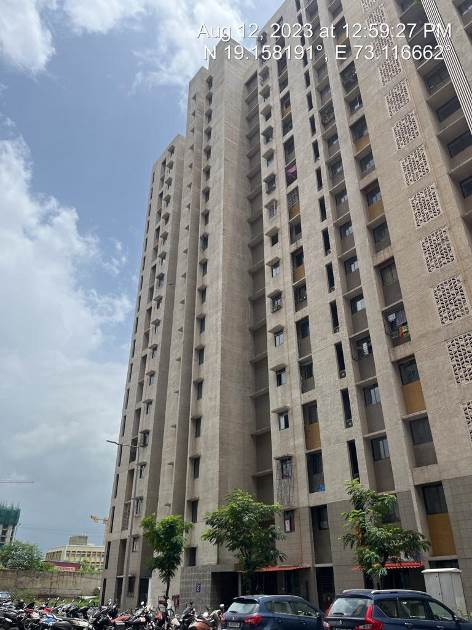 Aug 12, 2023 at 12:59:27 PM
N 19.158191°, E 73.116662°